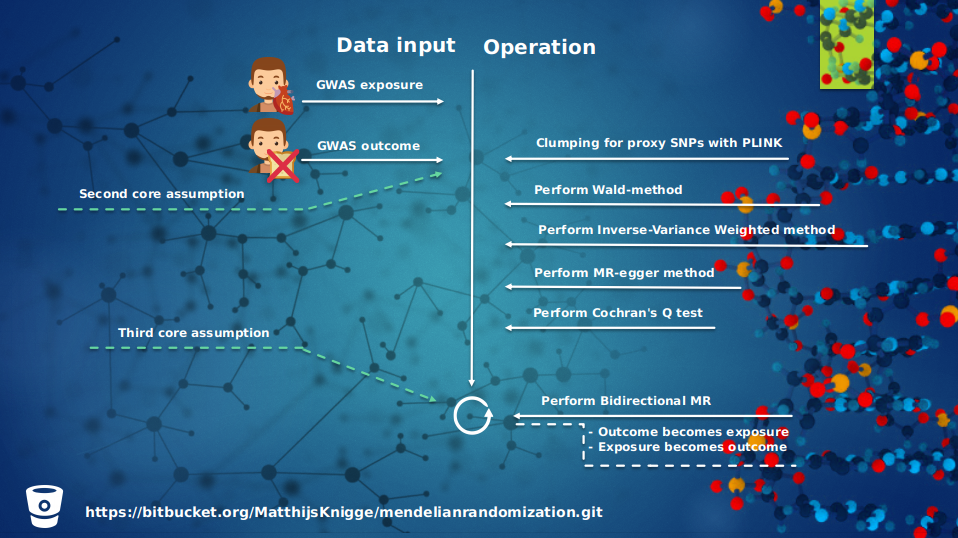 Data input
Operation
GWAS exposure
GWAS outcome
Clumping for proxy SNPs with PLINK
Second core assumption
Perform Wald-method
Perform Inverse-Variance Weighted method
Perform MR-egger method
Perform Cochran's Q test
Third core assumption
Perform Bidirectional MR
- Outcome becomes exposure
- Exposure becomes outcome
https://bitbucket.org/MatthijsKnigge/mendelianrandomization.git